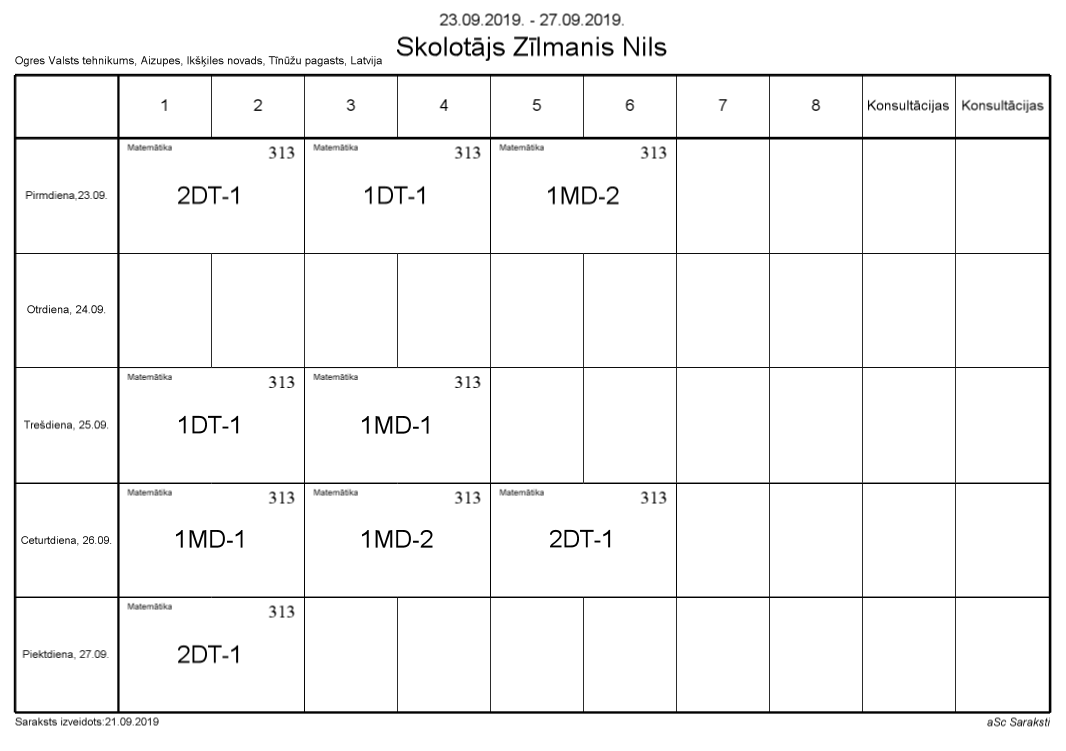 23.09.2019. - 27.09.2019.
Skolotājs Zīlmanis Nils
Ogres Valsts tehnikums, Aizupes, Ikšķiles novads, Tīnūžu pagasts, Latvija
1 2 3 4 5 6 7 8 Konsultācijas Konsultācijas
Matemātika 313 Matemātika 313 Matemātika 313
Pirmdiena,23.09. 2DT-1 1DT-1 1MD-2
Otrdiena, 24.09.
Matemātika 313 Matemātika 313
Trešdiena, 25.09. 1DT-1 1MD-1
Matemātika 313 Matemātika 313 Matemātika 313
Ceturtdiena, 26.09. 1MD-1 1MD-2 2DT-1
Matemātika 313
Piektdiena, 27.09. 2DT-1
Saraksts izveidots:21.09.2019 aSc Saraksti